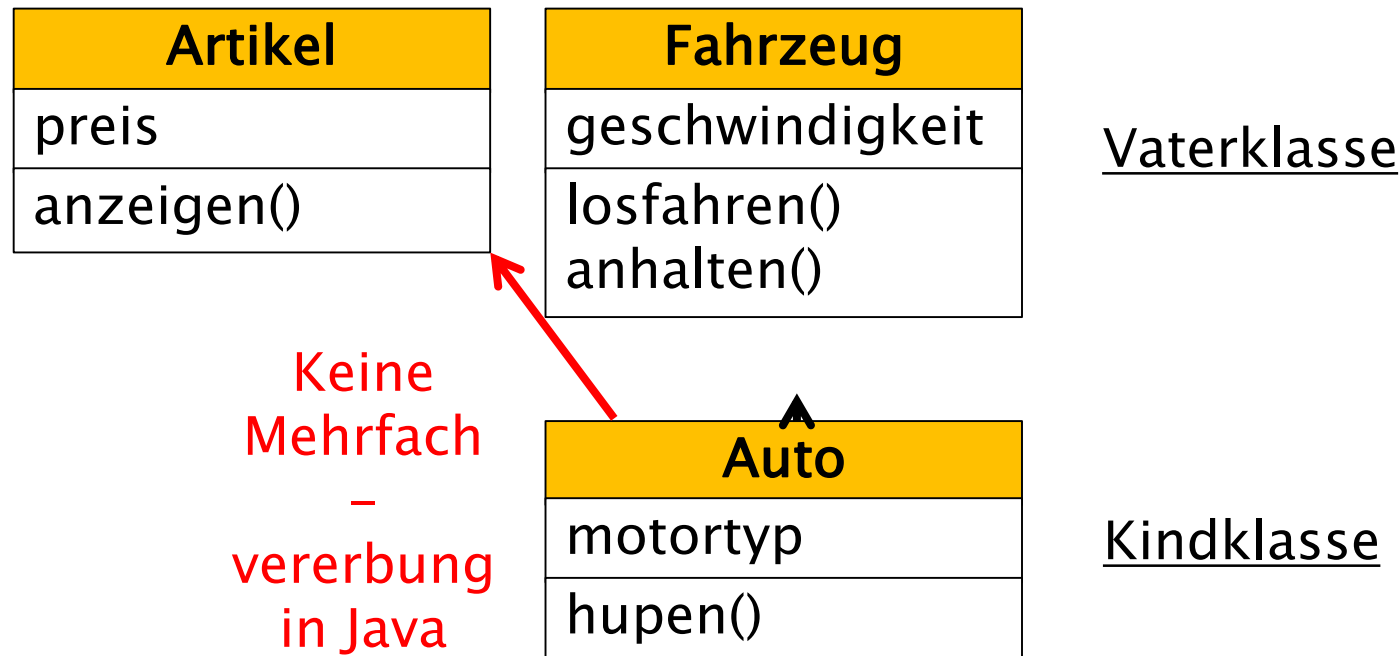 Artikel
preis
anzeigen()
Fahrzeug
geschwindigkeit
losfahren()
anhalten()
Vaterklasse
Keine
Mehrfach
-
vererbung
in Java
Auto
motortyp
hupen()
Kindklasse